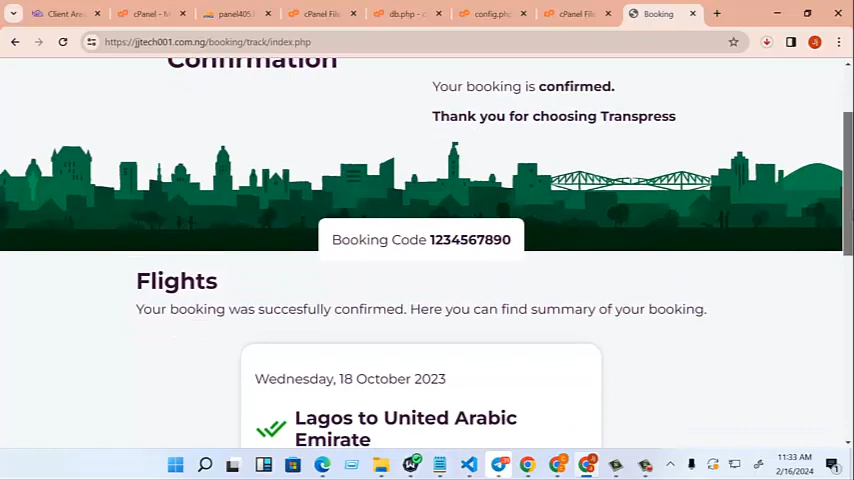 Client Area
cPanel - M
panel405.
cPanel File
db.php - c
config.php
cPanel File
Booking
https://jjtech001.com.ng/booking/track/index.php
Jj
Confirmation
Your booking is confirmed.
Thank you for choosing Transpress
Booking Code 1234567890
Flights
Your booking was succesfully confirmed. Here you can find summary of your booking.
Wednesday, 18 October 2023
Lagos to United Arabic
Emirate
11:33 AM
2/16/2024